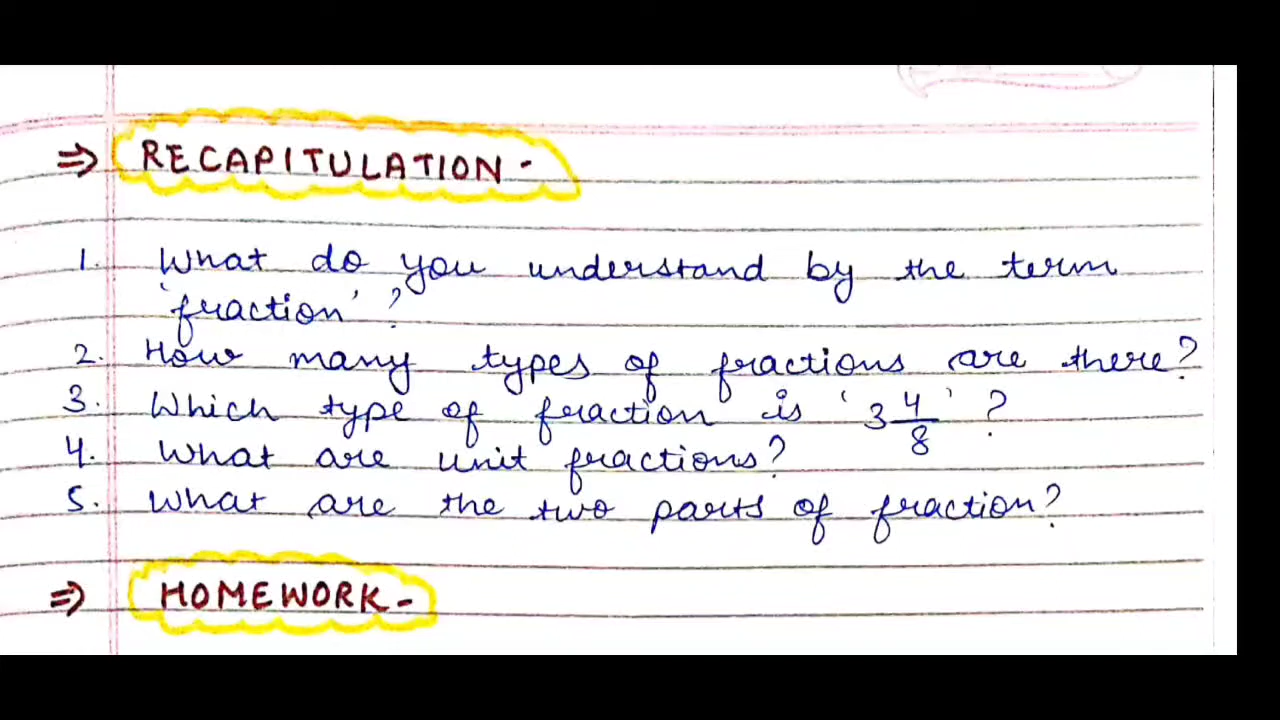 ⇒ RECAPITULATION -
1. What do you understand by the term
'fraction' ?
2. How many types of fractions are there?
3. Which type of fraction is '3 4/8' ?
4. What are unit fractions?
5. What are the two parts of fraction?
⇒ HOMEWORK -